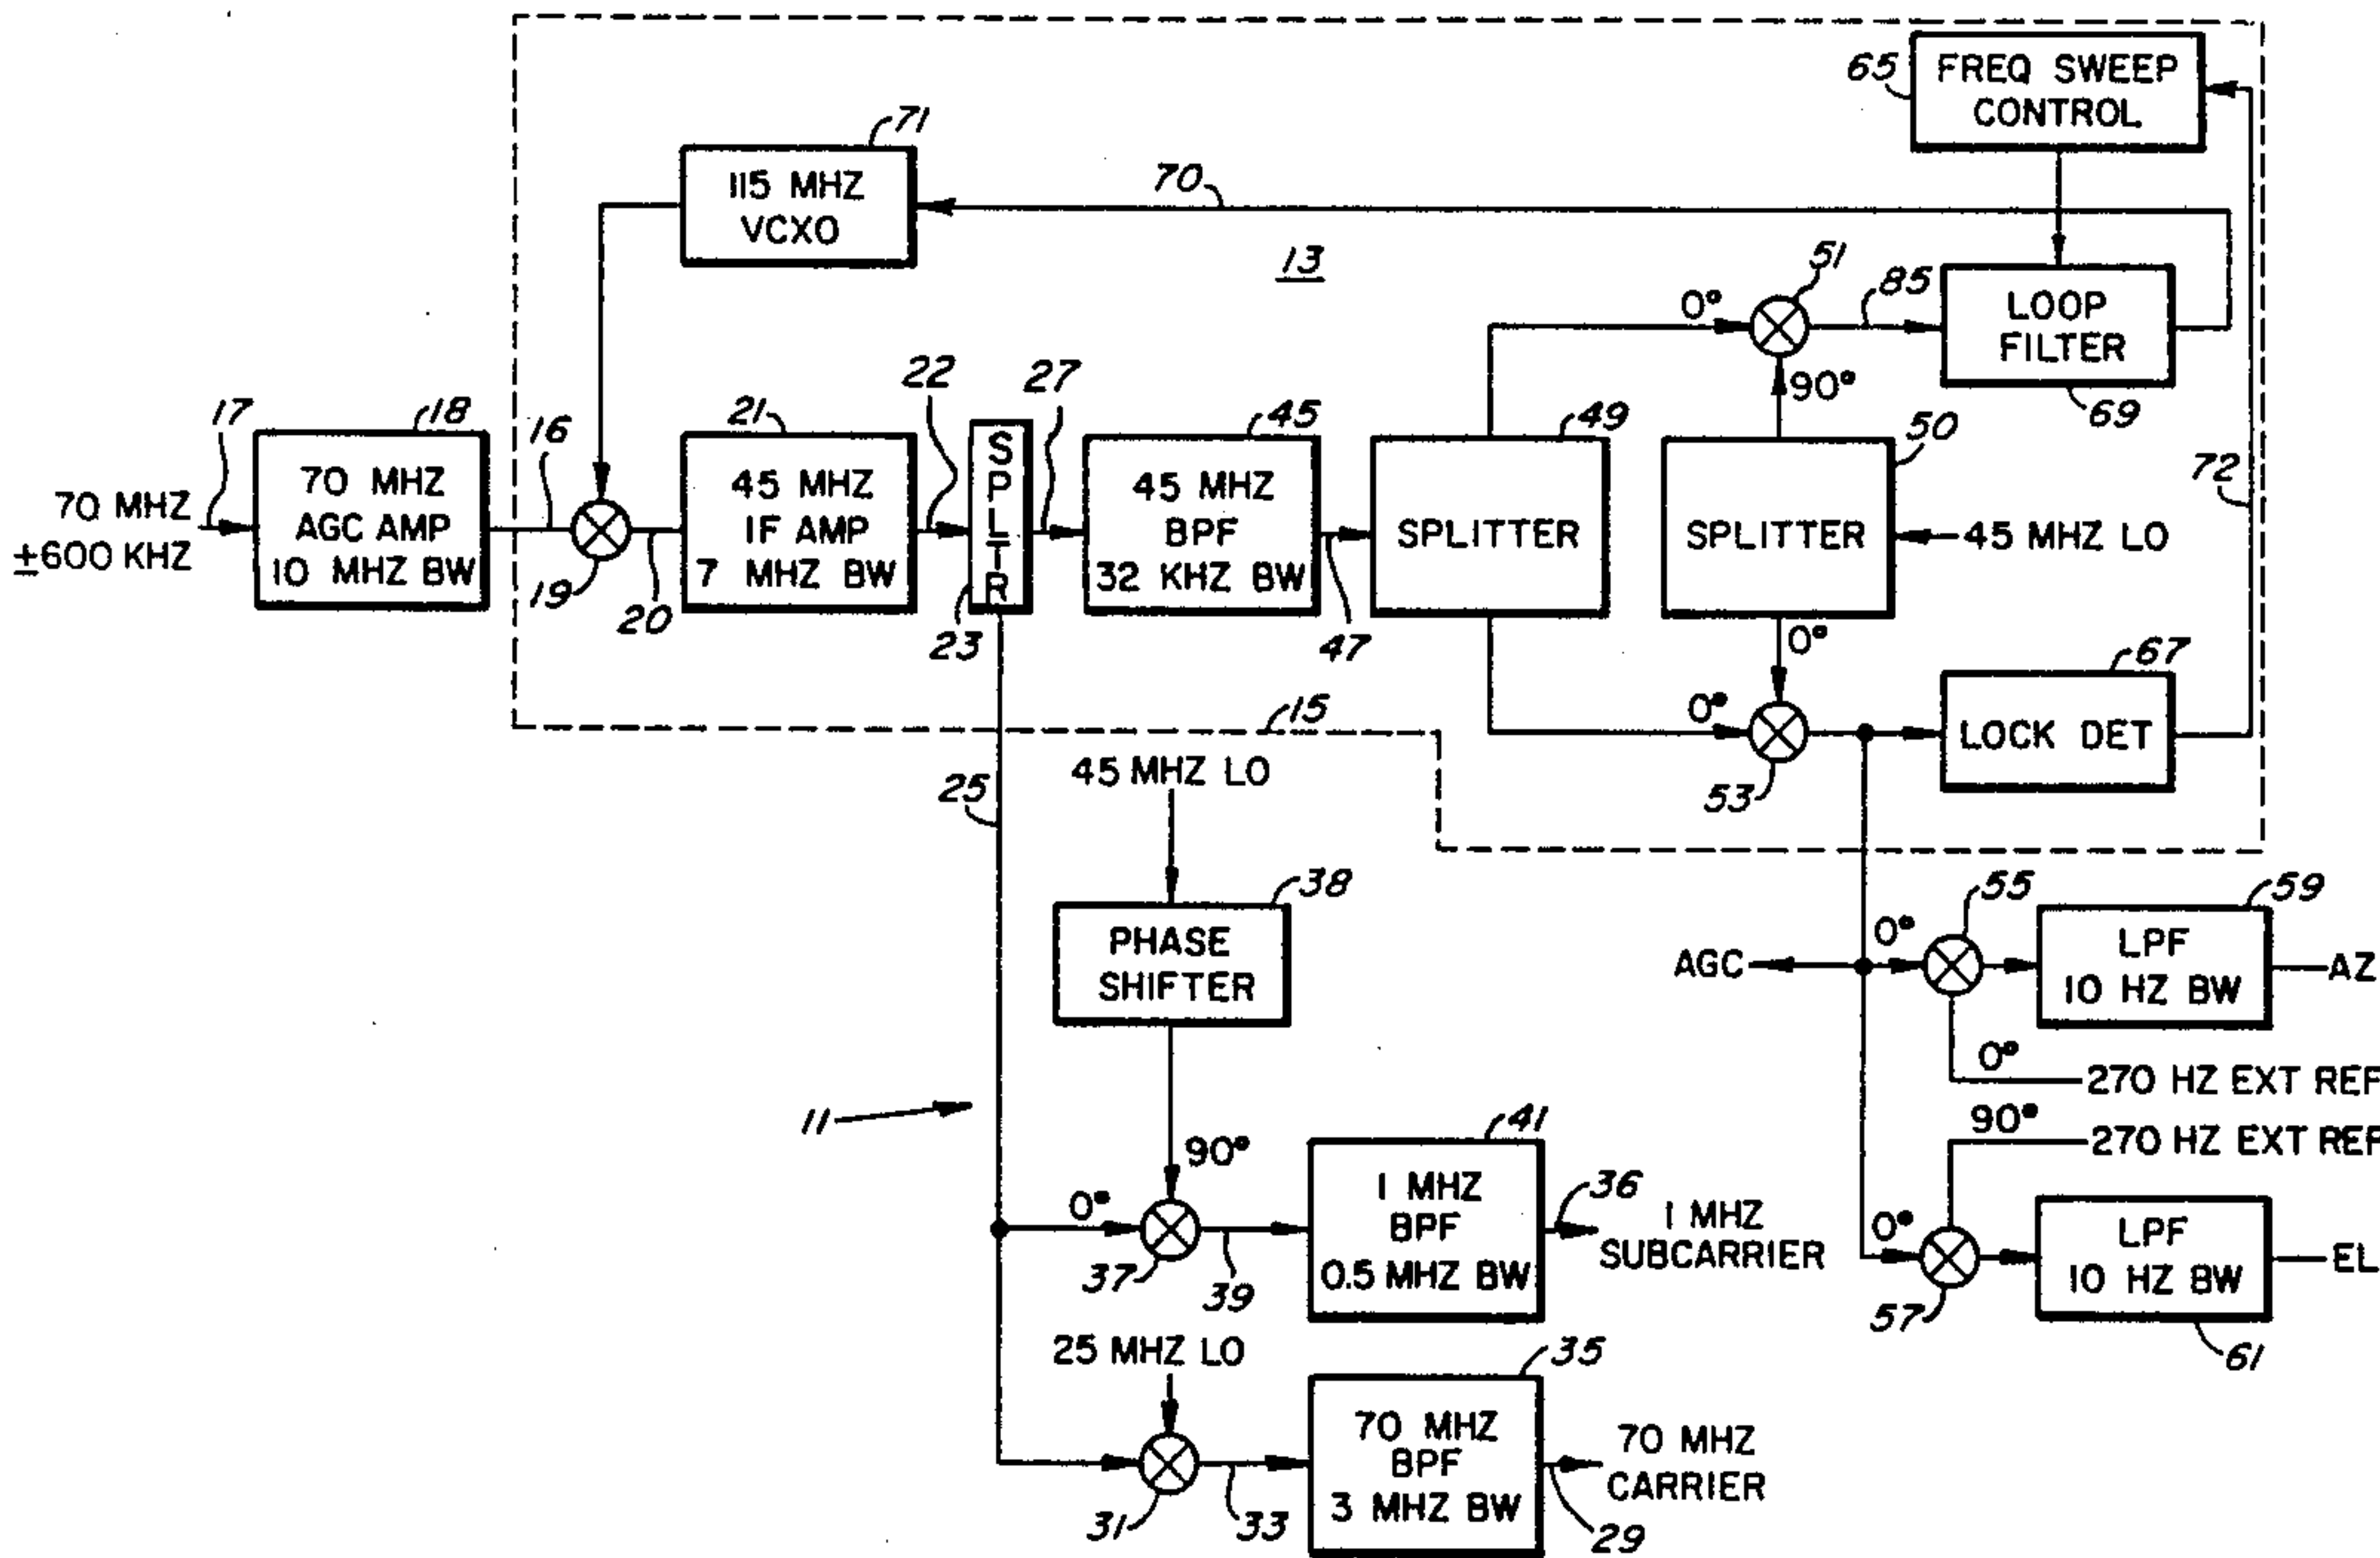 65
FREQ SWEEP
CONTROL
71
115 MHZ
VCXO
70
13
51
0°
85
LOOP
FILTER
90°
69
17
70 MHZ
±600 KHZ
18
70 MHZ
AGC AMP
10 MHZ BW
16
19
20
21
45 MHZ
IF AMP
7 MHZ BW
22
SPLTR
23
27
45
45 MHZ
BPF
32 KHZ BW
47
49
SPLITTER
50
SPLITTER
45 MHZ LO
72
0°
0°
53
67
LOCK DET
15
25
45 MHZ LO
38
PHASE
SHIFTER
AGC
0°
55
59
LPF
10 HZ BW
AZ
0°
270 HZ EXT REF
90°
270 HZ EXT REF
0°
57
LPF
10 HZ BW
EL
61
11
90°
0°
37
39
41
1 MHZ
BPF
0.5 MHZ BW
36
1 MHZ
SUBCARRIER
25 MHZ LO
31
33
35
70 MHZ
BPF
3 MHZ BW
70 MHZ
CARRIER
29